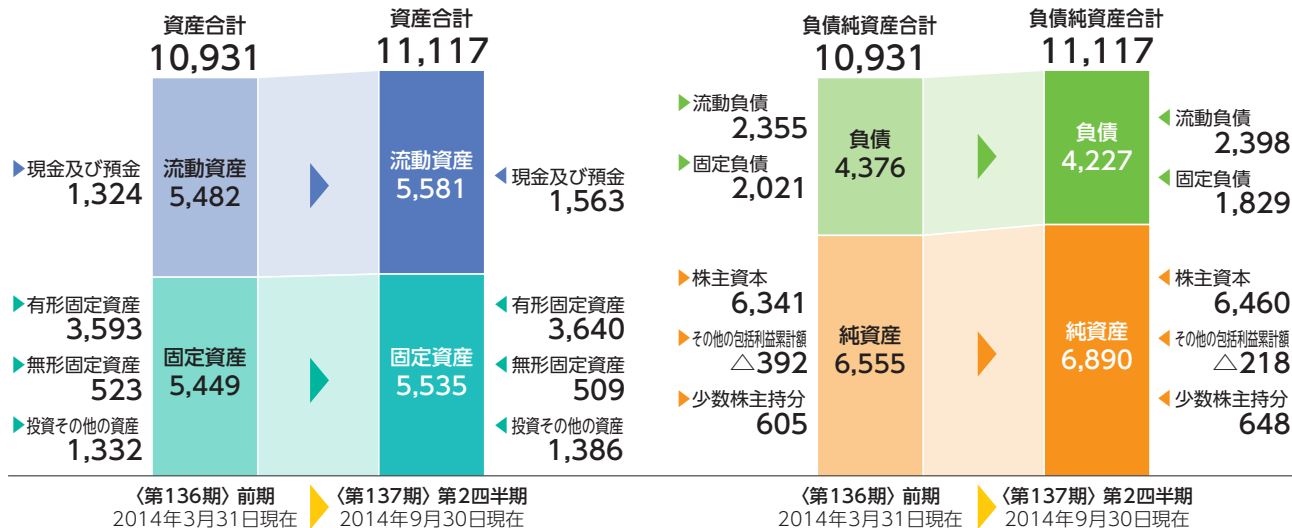 資産合計
10,931
資産合計
11,117
▶現金及び預金
1,324
流動資産
5,482
流動資産
5,581
◀現金及び預金
1,563
▶有形固定資産
3,593
▶無形固定資産
523
▶投資その他の資産
1,332
固定資産
5,449
固定資産
5,535
◀有形固定資産
3,640
◀無形固定資産
509
◀投資その他の資産
1,386
〈第136期〉前期
2014年3月31日現在
〈第137期〉第2四半期
2014年9月30日現在
負債純資産合計
10,931
負債純資産合計
11,117
▶流動負債
2,355
▶固定負債
2,021
負債
4,376
負債
4,227
◀流動負債
2,398
◀固定負債
1,829
▶株主資本
6,341
▶その他の包括利益累計額
△392
▶少数株主持分
605
純資産
6,555
純資産
6,890
◀株主資本
6,460
◀その他の包括利益累計額
△218
◀少数株主持分
648
〈第136期〉前期
2014年3月31日現在
〈第137期〉第2四半期
2014年9月30日現在